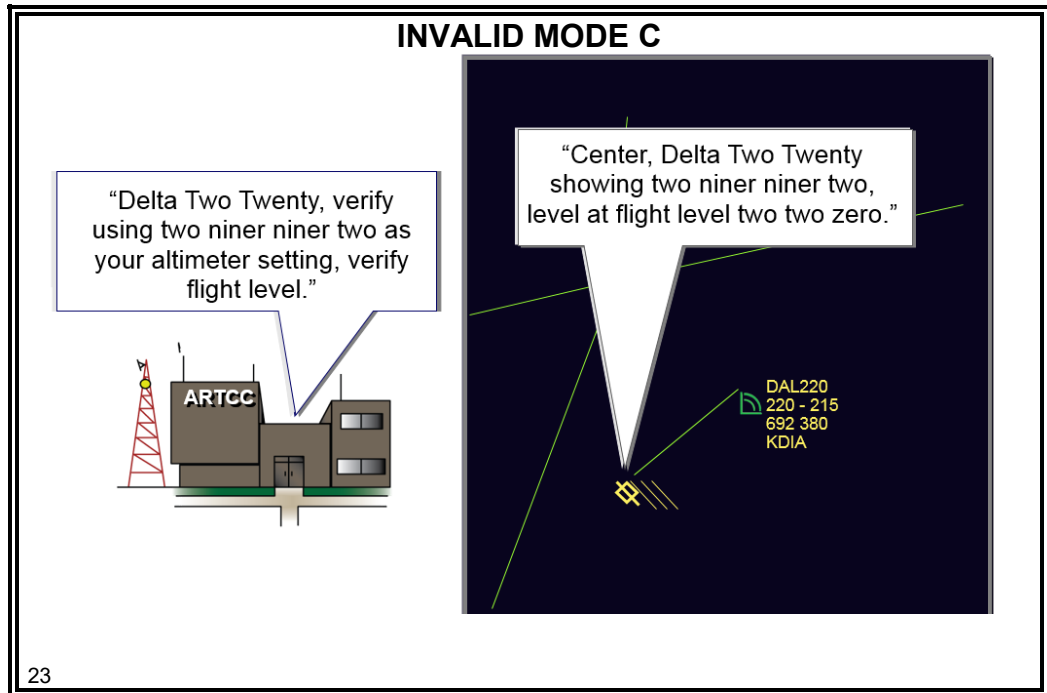 INVALID MODE C
“Delta Two Twenty, verify
using two niner niner two as
your altimeter setting, verify
flight level.”
“Center, Delta Two Twenty
showing two niner niner two,
level at flight level two two zero.”
ARTCC
DAL220
220 - 215
692 380
KDIA
23